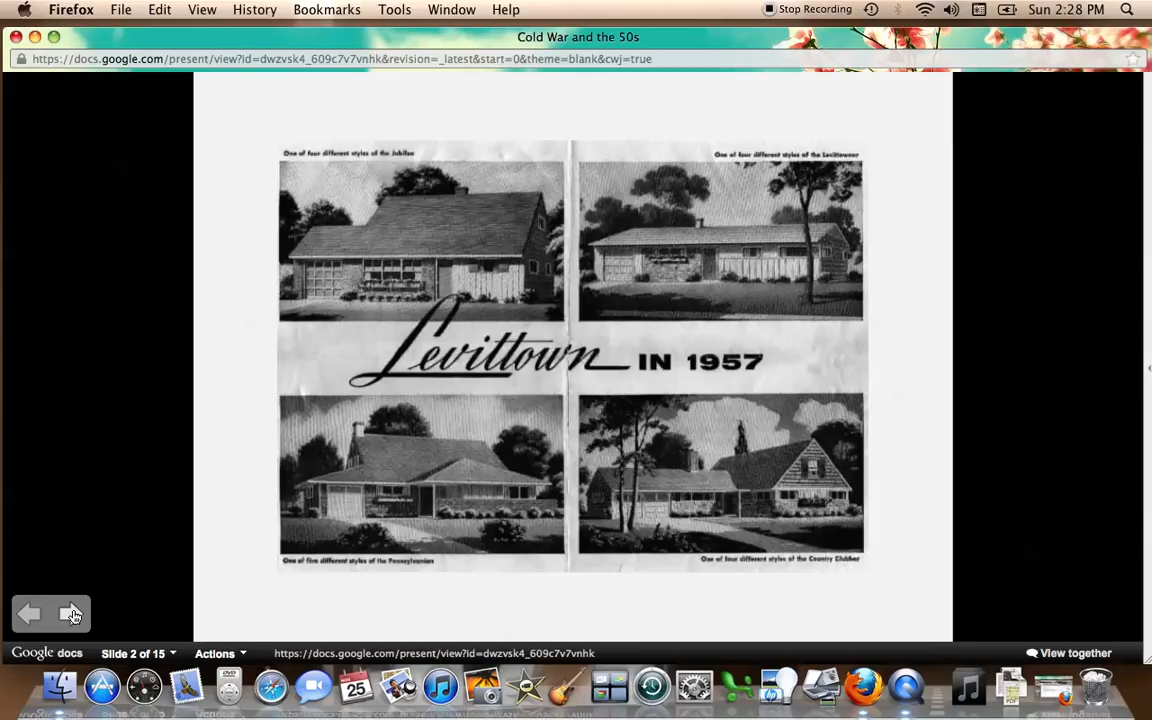 Firefox File Edit View History Bookmarks Tools Window Help Stop Recording Sun 2:28 PM
Cold War and the 50s
https://docs.google.com/present/view?id=dwzvsk4_609c7v7vnhk&revision=_latest&start=0&theme=blank&cwj=true
One of four different styles of the Jubilee
One of four different styles of the Levittowner
Levittown IN 1957
One of five different styles of the Pennsylvanian
One of four different styles of the Country Clubber
Google docs Slide 2 of 15 Actions https://docs.google.com/present/view?id=dwzvsk4_609c7v7vnhk View together
25